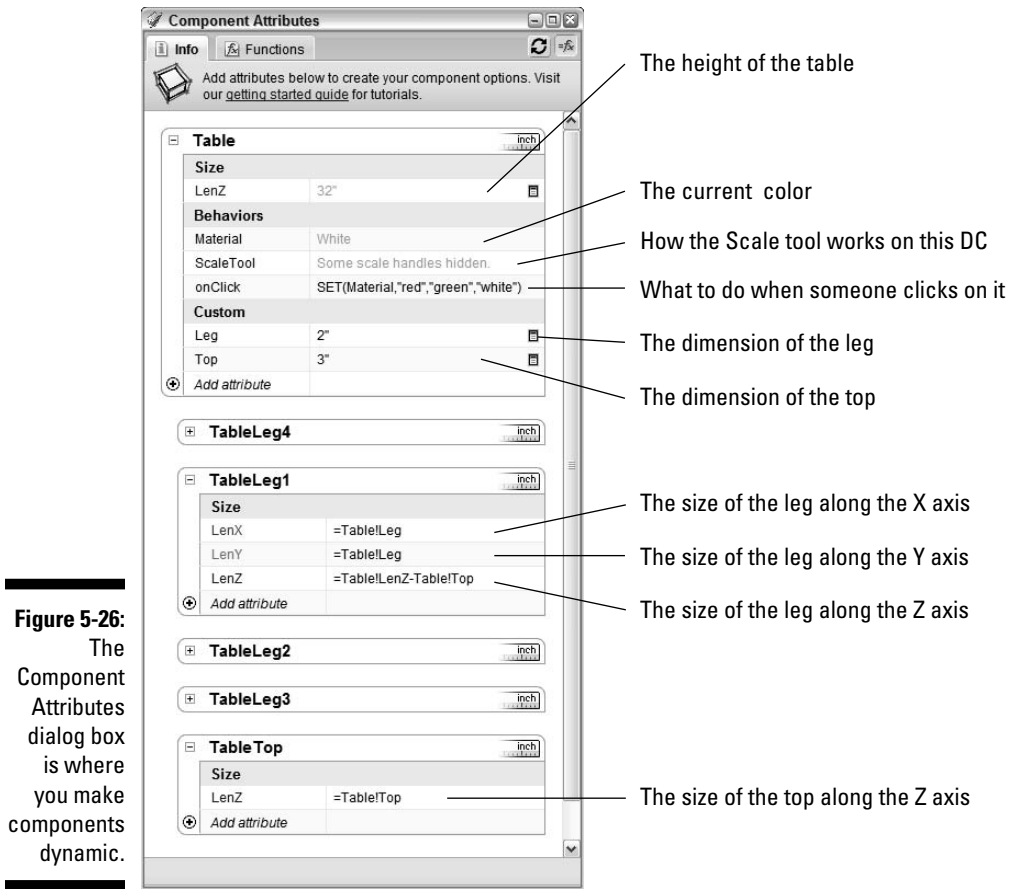 Component Attributes
Info
Functions
=fx
Add attributes below to create your component options. Visit
our getting started guide for tutorials.
Table
inch
Size
LenZ
32"
Behaviors
Material
White
ScaleTool
Some scale handles hidden.
onClick
SET(Material,"red","green","white")
Custom
Leg
2"
Top
3"
Add attribute
TableLeg4
inch
TableLeg1
inch
Size
LenX
=Table!Leg
LenY
=Table!Leg
LenZ
=Table!LenZ-Table!Top
Add attribute
TableLeg2
inch
TableLeg3
inch
TableTop
inch
Size
LenZ
=Table!Top
Add attribute
The height of the table
The current color
How the Scale tool works on this DC
What to do when someone clicks on it
The dimension of the leg
The dimension of the top
The size of the leg along the X axis
The size of the leg along the Y axis
The size of the leg along the Z axis
The size of the top along the Z axis
Figure 5-26:
The
Component
Attributes
dialog box
is where
you make
components
dynamic.